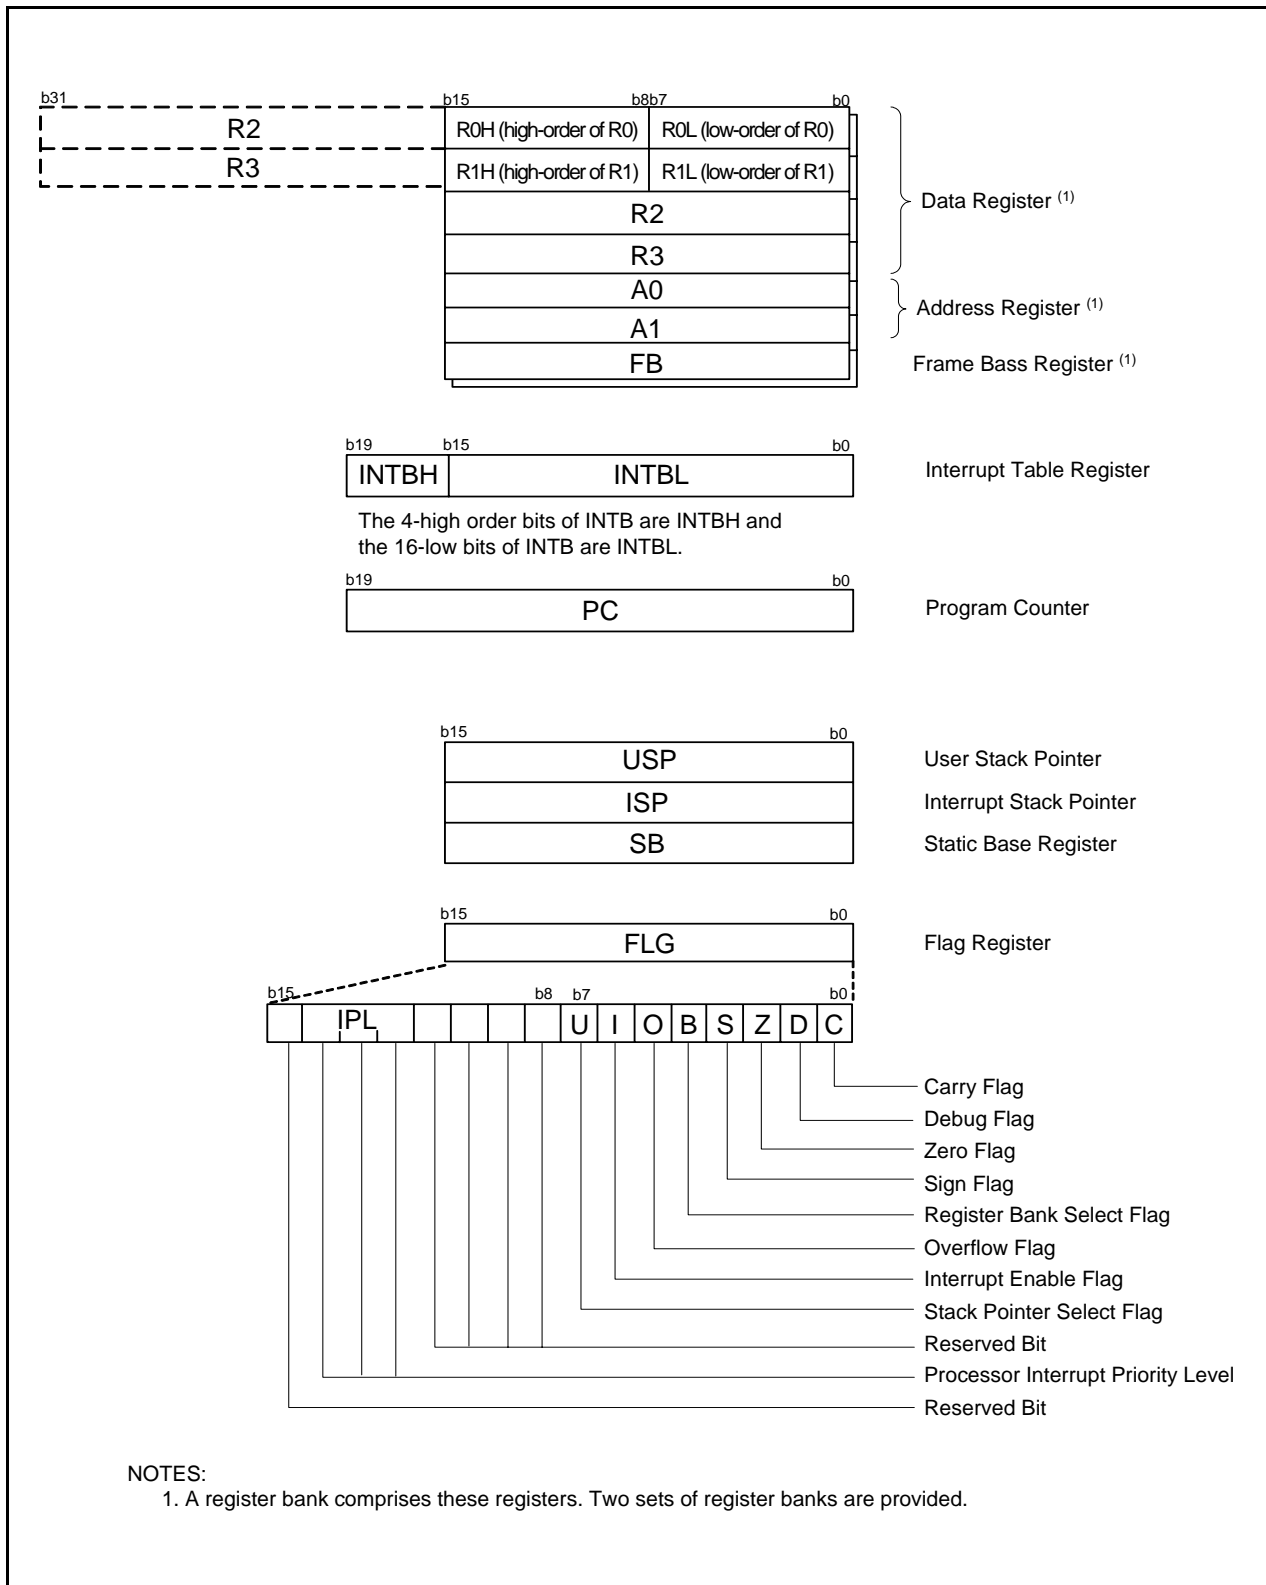 b31 b15 b8b7 b0
R2 R0H (high-order of R0) R0L (low-order of R0)
R3 R1H (high-order of R1) R1L (low-order of R1)
R2
Data Register (1)
R3
A0
Address Register (1)
A1
FB
Frame Bass Register (1)
b19 b15 b0
INTBH INTBL Interrupt Table Register
The 4-high order bits of INTB are INTBH and
the 16-low bits of INTB are INTBL.
b19 b0
PC Program Counter
b15 b0
USP User Stack Pointer
ISP Interrupt Stack Pointer
SB Static Base Register
b15 b0
FLG Flag Register
b15 b8 b7 b0
IPL U I O B S Z D C
Carry Flag
Debug Flag
Zero Flag
Sign Flag
Register Bank Select Flag
Overflow Flag
Interrupt Enable Flag
Stack Pointer Select Flag
Reserved Bit
Processor Interrupt Priority Level
Reserved Bit
NOTES:
1. A register bank comprises these registers. Two sets of register banks are provided.